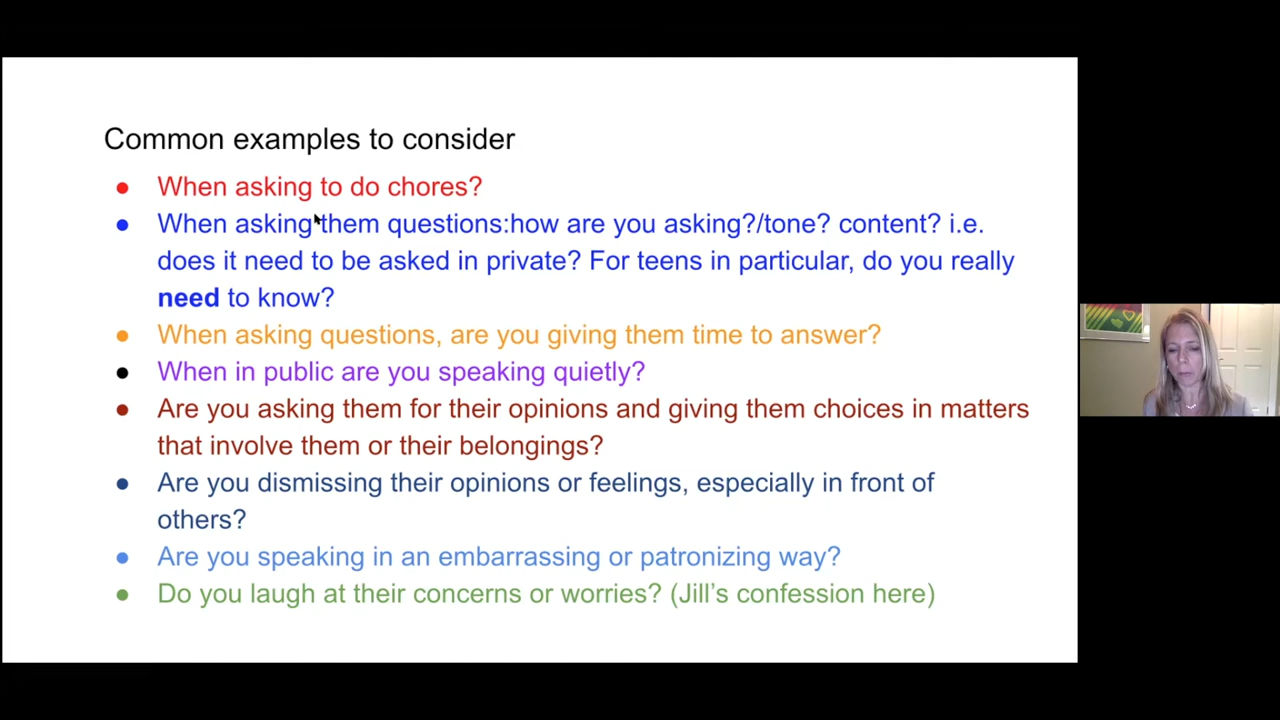 Common examples to consider
● When asking to do chores?
● When asking them questions:how are you asking?/tone? content? i.e.
does it need to be asked in private? For teens in particular, do you really
need to know?
● When asking questions, are you giving them time to answer?
● When in public are you speaking quietly?
● Are you asking them for their opinions and giving them choices in matters
that involve them or their belongings?
● Are you dismissing their opinions or feelings, especially in front of
others?
● Are you speaking in an embarrassing or patronizing way?
● Do you laugh at their concerns or worries? (Jill’s confession here)